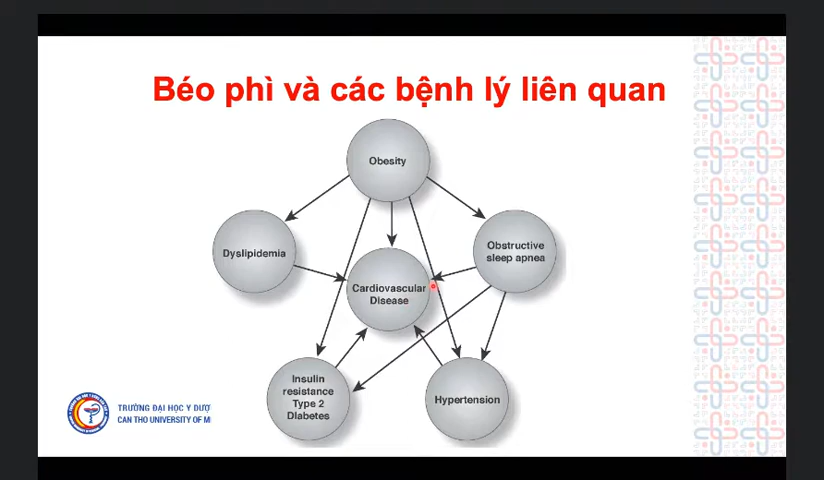 Béo phì và các bệnh lý liên quan
Obesity
Dyslipidemia
Obstructive
sleep apnea
Cardiovascular
Disease
Insulin
resistance
Type 2
Diabetes
Hypertension
TRƯỜNG ĐẠI HỌC Y DƯỢ
CAN THO UNIVERSITY OF M